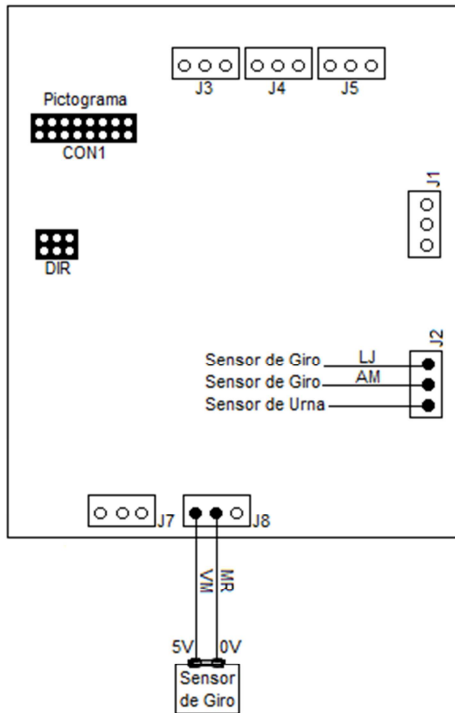 J3 J4 J5
Pictograma
CON1
J1
DIR
J2
Sensor de Giro LJ
Sensor de Giro AM
Sensor de Urna
J7 J8
VM MR
5V 0V
Sensor
de Giro